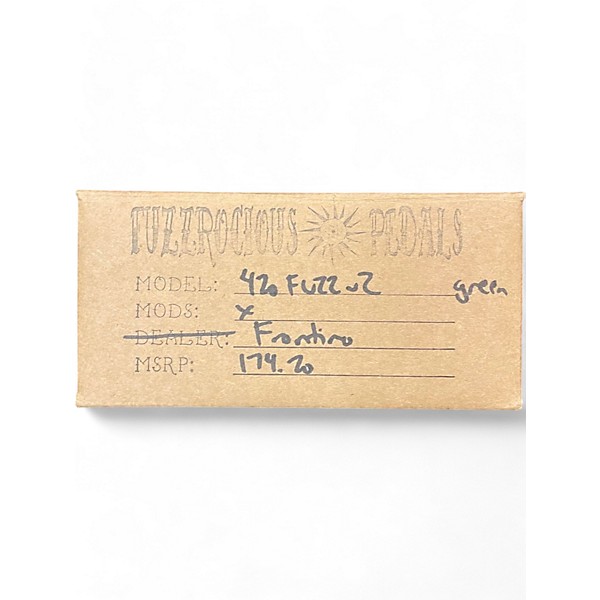 FUZZROCIOUS PEDALS
MODEL: 420 FUZZ v2 green
MODS: x
DEALER: Frontino
MSRP: 174.20